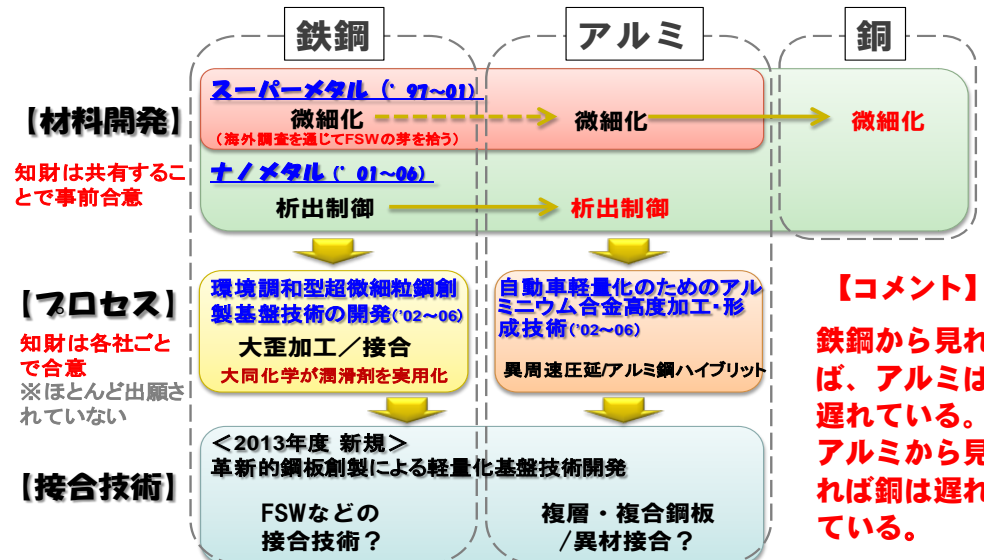 鉄鋼
アルミ
銅
【材料開発】
知財は共有するこ
とで事前合意
スーパーメタル（'97～01）
微細化
（海外調査を通じてFSWの芽を拾う）
微細化
微細化
ナノメタル（'01～06）
析出制御
析出制御
【プロセス】
知財は各社ごと
で合意
※ほとんど出願さ
れていない
環境調和型超微細粒鋼創
製基盤技術の開発('02～06)
大歪加工／接合
大同化学が潤滑剤を実用化
自動車軽量化のためのアル
ミニウム合金高度加工・形
成技術('02～06)
異周速圧延/アルミ鋼ハイブリット
【コメント】
鉄鋼から見れ
ば、アルミは
遅れている。
アルミから見
れば銅は遅れ
ている。
【接合技術】
＜2013年度 新規＞
革新的鋼板創製による軽量化基盤技術開発
FSWなどの
接合技術？
複層・複合鋼板
/異材接合？